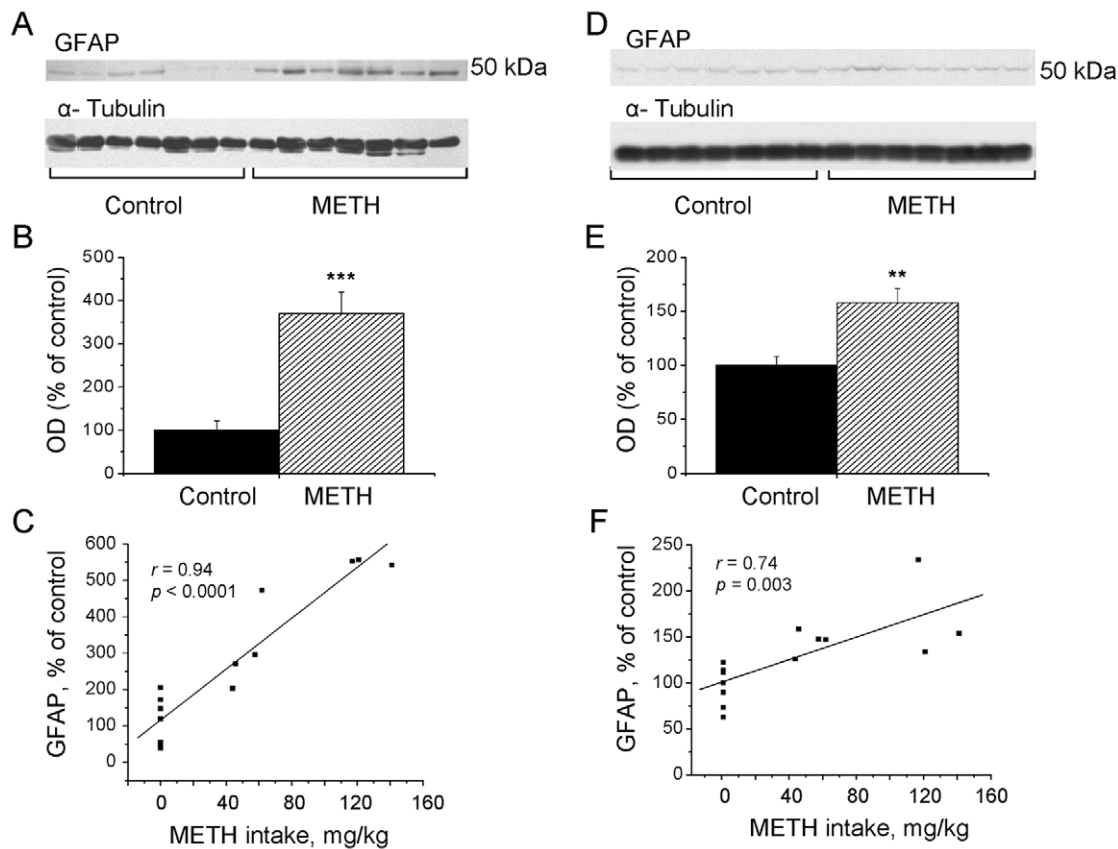 A
GFAP
50 kDa
α- Tubulin
Control METH
B
500
400
300
200
100
0
OD (% of control)
***
Control METH
C
600
500
400
300
200
100
0
GFAP, % of control
r = 0.94
p < 0.0001
0 40 80 120 160
METH intake, mg/kg
D
GFAP
50 kDa
α- Tubulin
Control METH
E
200
150
100
50
0
OD (% of control)
**
Control METH
F
250
200
150
100
50
0
GFAP, % of control
r = 0.74
p = 0.003
0 40 80 120 160
METH intake, mg/kg